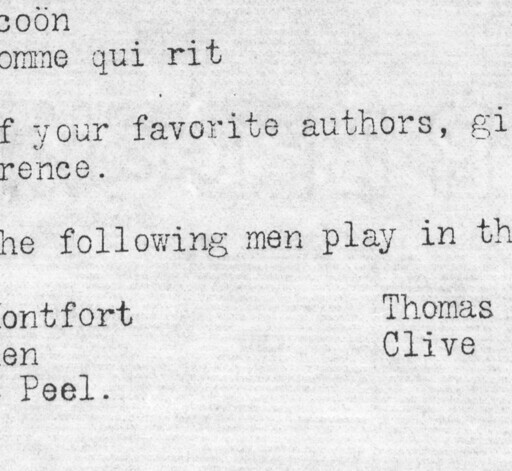 coön
omme qui rit
f your favorite authors, gi
rence.
he following men play in th
ontfort Thomas
en Clive
Peel.